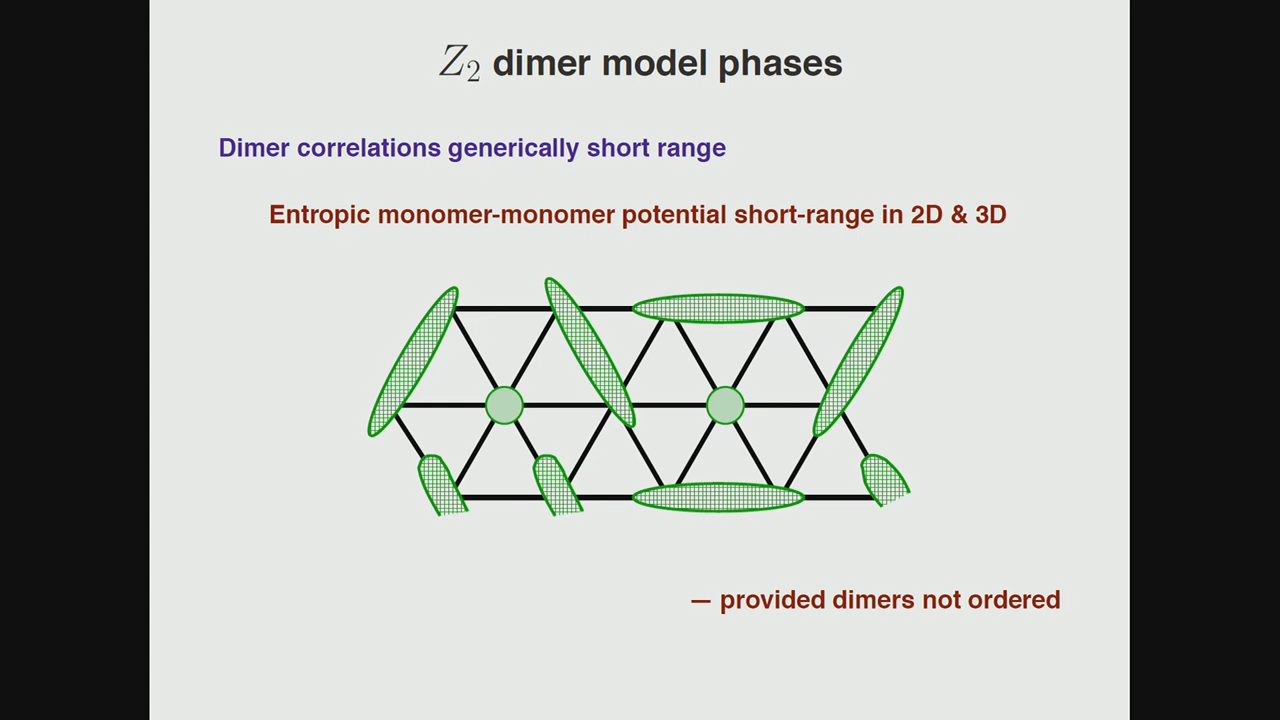 Z₂ dimer model phases
Dimer correlations generically short range
Entropic monomer-monomer potential short-range in 2D & 3D
— provided dimers not ordered